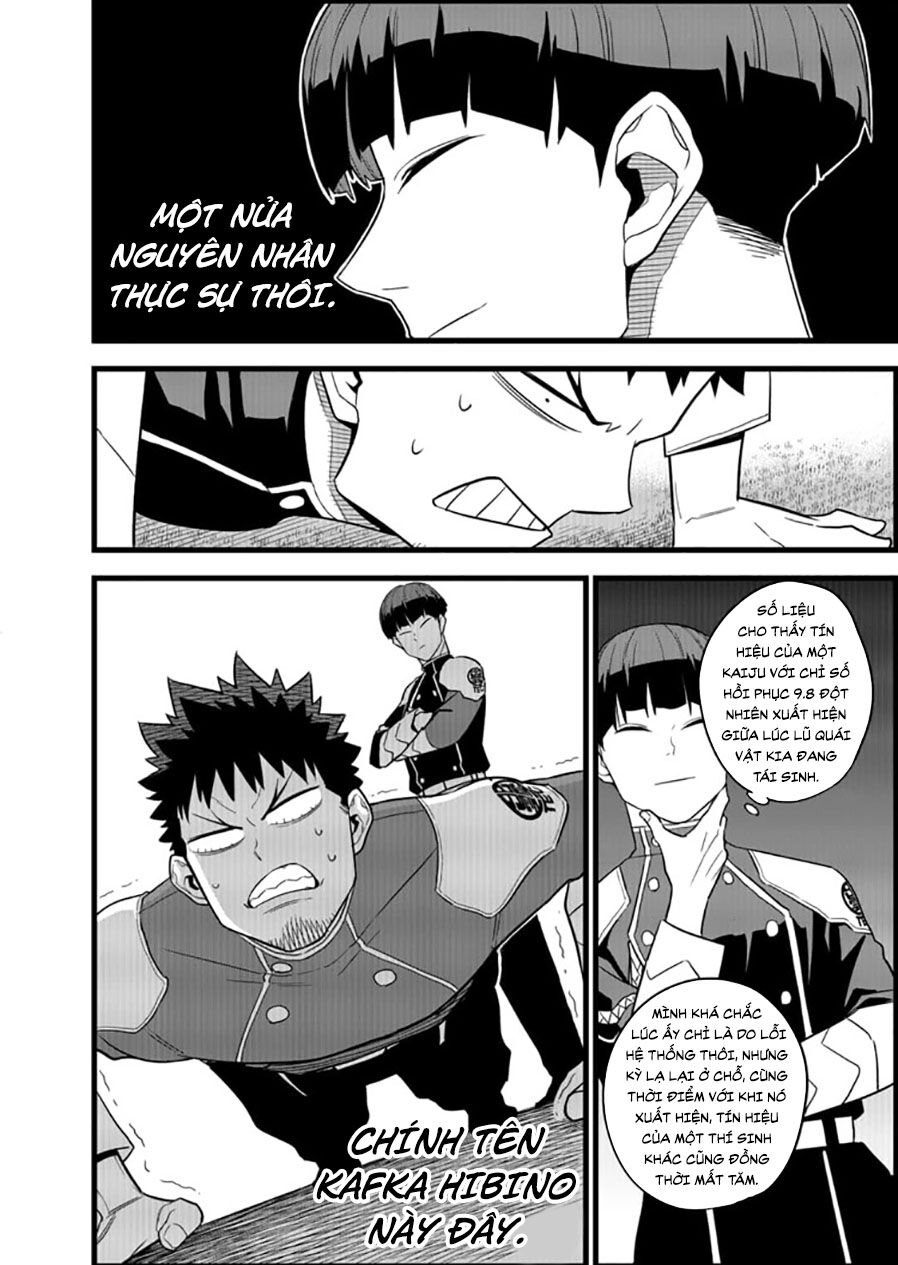 MỘT NỬA
NGUYÊN NHÂN
THỰC SỰ THÔI.
SỐ LIỆU
CHO THẤY TÍN
HIỆU CỦA MỘT
KAIJU VỚI CHỈ SỐ
HỒI PHỤC 9.8 ĐỘT
NHIÊN XUẤT HIỆN
GIỮA LÚC LŨ QUÁI
VẬT KIA ĐANG
TÁI SINH.
MÌNH KHÁ CHẮC
LÚC ẤY CHỈ LÀ DO LỖI
HỆ THỐNG THÔI, NHƯNG
KỲ LẠ LẠI Ở CHỖ, CÙNG
THỜI ĐIỂM VỚI KHI NÓ
XUẤT HIỆN, TÍN HIỆU
CỦA MỘT THÍ SINH
KHÁC CŨNG ĐỒNG
THỜI MẤT TĂM.
CHÍNH TÊN
KAFKA HIBINO
NÀY ĐÂY.